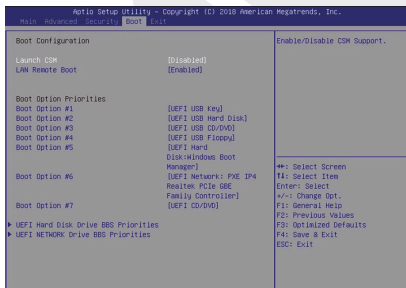 Aptio Setup Utility – Copyright (C) 2018 American Megatrends, Inc.
Main Advanced Security Boot Exit
Boot Configuration
Launch CSM [Disabled]
LAN Remote Boot [Enabled]
Boot Option Priorities
Boot Option #1 [UEFI USB Key]
Boot Option #2 [UEFI USB Hard Disk]
Boot Option #3 [UEFI USB CD/DVD]
Boot Option #4 [UEFI USB Floppy]
Boot Option #5 [UEFI Hard
Disk:Windows Boot
Manager]
Boot Option #6 [UEFI Network: PXE IP4
Realtek PCIe GBE
Family Controller]
Boot Option #7 [UEFI CD/DVD]
UEFI Hard Disk Drive BBS Priorities
UEFI NETWORK Drive BBS Priorities
Enable/Disable CSM Support.
→←: Select Screen
↑↓: Select Item
Enter: Select
+/-: Change Opt.
F1: General Help
F2: Previous Values
F3: Optimized Defaults
F4: Save & Exit
ESC: Exit